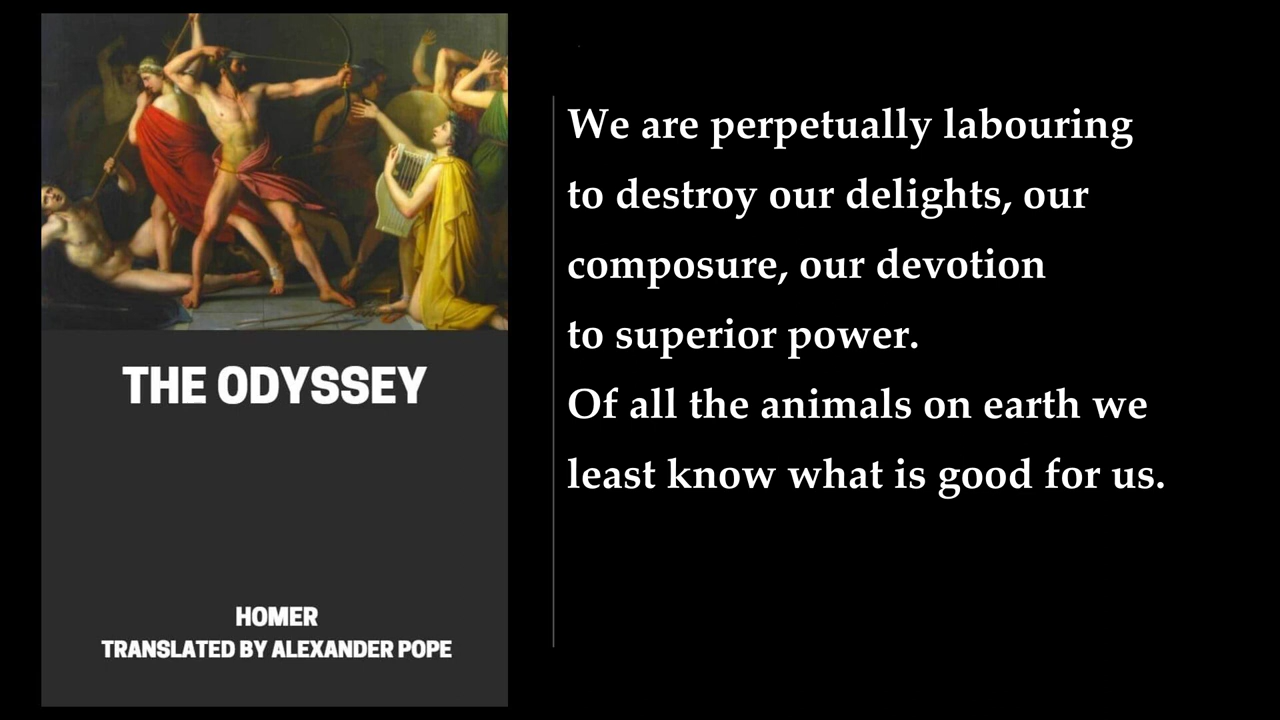 THE ODYSSEY
HOMER
TRANSLATED BY ALEXANDER POPE
We are perpetually labouring
to destroy our delights, our
composure, our devotion
to superior power.
Of all the animals on earth we
least know what is good for us.